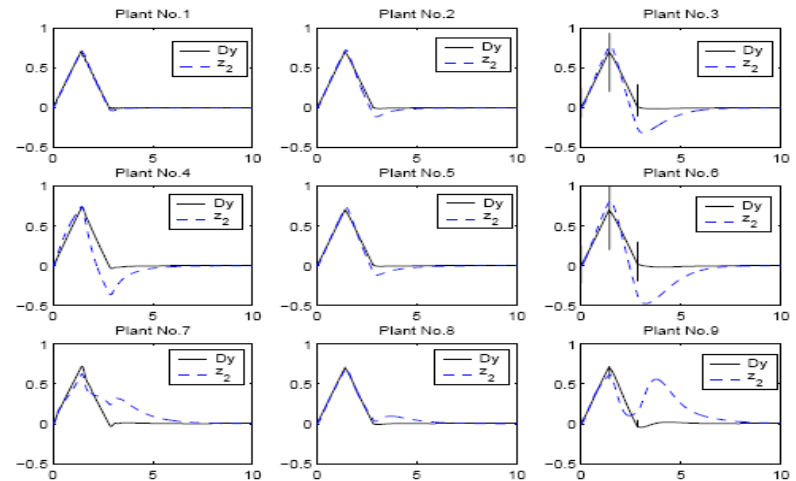 Plant No.1
Plant No.2
Plant No.3
1
0.5
0
−0.5
0
5
10
Dy
z2
1
0.5
0
−0.5
0
5
10
Dy
z2
1
0.5
0
−0.5
0
5
10
Dy
z2
Plant No.4
Plant No.5
Plant No.6
1
0.5
0
−0.5
0
5
10
Dy
z2
1
0.5
0
−0.5
0
5
10
Dy
z2
1
0.5
0
−0.5
0
5
10
Dy
z2
Plant No.7
Plant No.8
Plant No.9
1
0.5
0
−0.5
0
5
10
Dy
z2
1
0.5
0
−0.5
0
5
10
Dy
z2
1
0.5
0
−0.5
0
5
10
Dy
z2